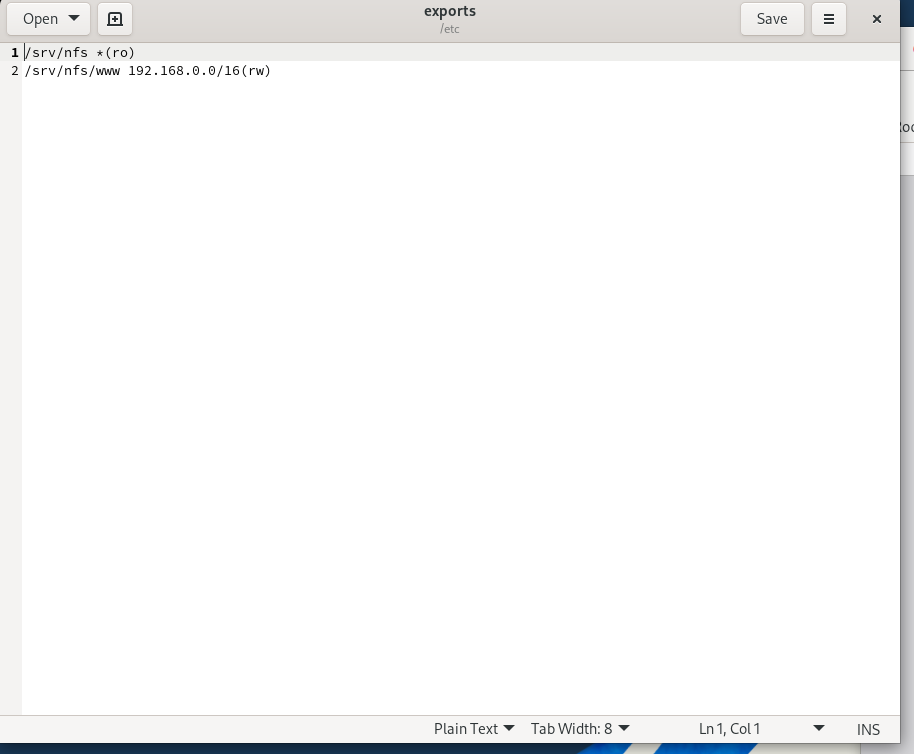 Open
exports
/etc
Save
1 /srv/nfs *(ro)
2 /srv/nfs/www 192.168.0.0/16(rw)
Plain Text
Tab Width: 8
Ln 1, Col 1
INS